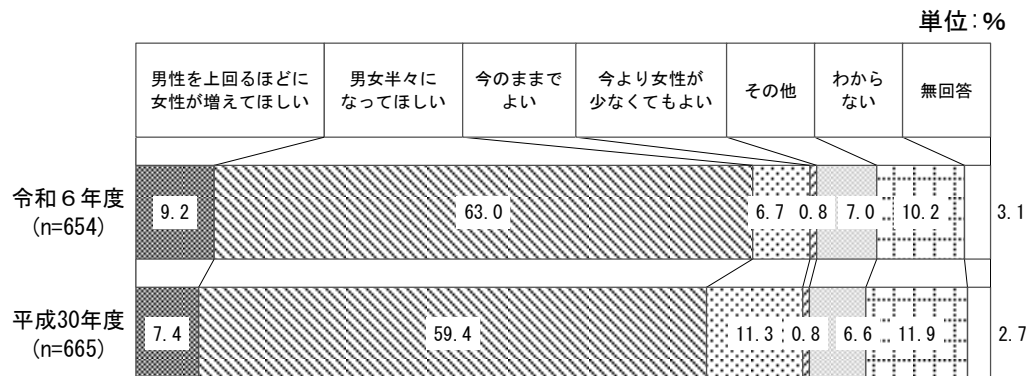 単位：%
男性を上回るほどに
女性が増えてほしい
男女半々に
なってほしい
今のままで
よい
今より女性が
少なくてもよい
その他
わから
ない
無回答
令和６年度
(n=654)
9.2
63.0
6.7
0.8
7.0
10.2
3.1
平成30年度
(n=665)
7.4
59.4
11.3
0.8
6.6
11.9
2.7